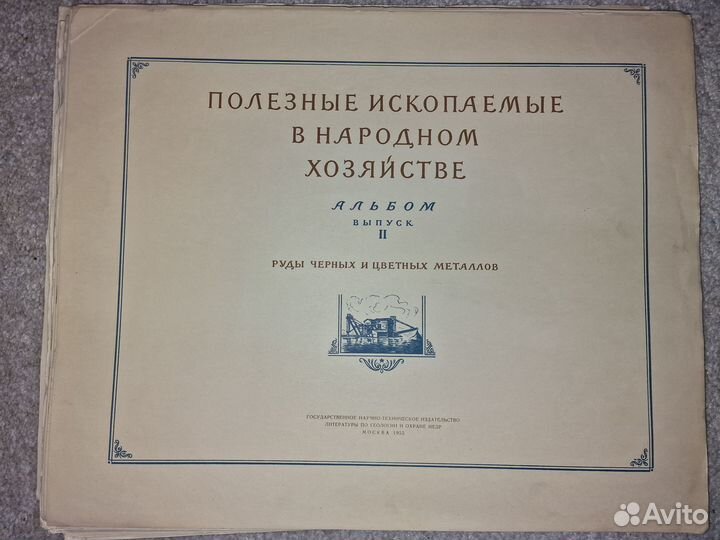 ПОЛЕЗНЫЕ ИСКОПАЕМЫЕ
В НАРОДНОМ
ХОЗЯЙСТВЕ
АЛЬБОМ
ВЫПУСК
II
РУДЫ ЧЕРНЫХ И ЦВЕТНЫХ МЕТАЛЛОВ
ГОСУДАРСТВЕННОЕ НАУЧНО-ТЕХНИЧЕСКОЕ ИЗДАТЕЛЬСТВО
ЛИТЕРАТУРЫ ПО ГЕОЛОГИИ И ОХРАНЕ НЕДР
МОСКВА 1955
Avito